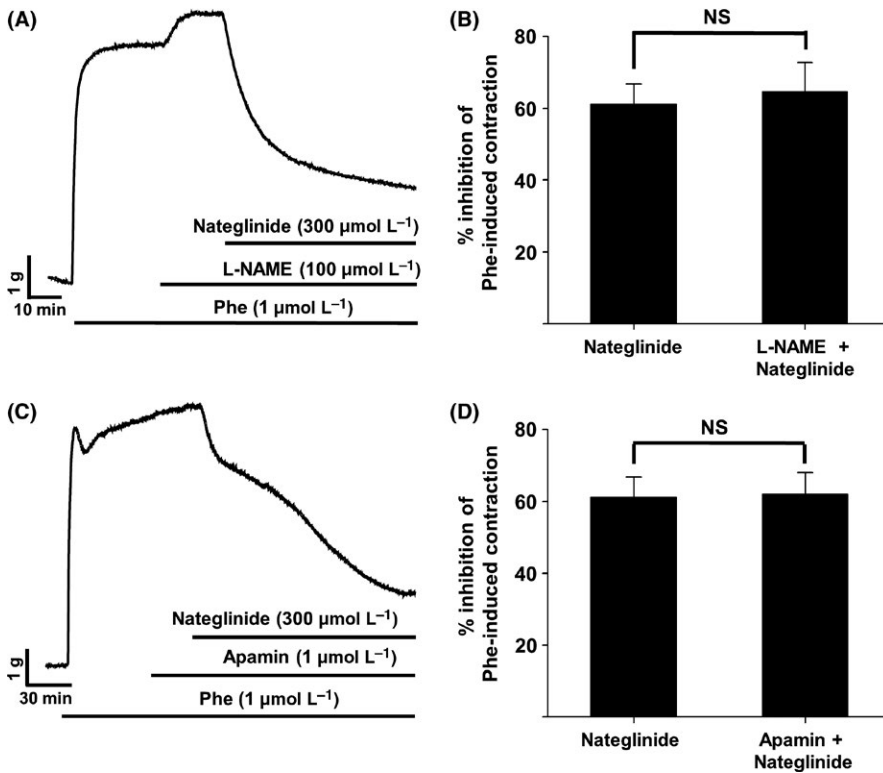 (A)
Nateglinide (300 µmol L⁻¹)
L-NAME (100 µmol L⁻¹)
Phe (1 µmol L⁻¹)
1 g
10 min
(B)
NS
80
60
40
20
% inhibition of
Phe-induced contraction
Nateglinide
L-NAME +
Nateglinide
(C)
Nateglinide (300 µmol L⁻¹)
Apamin (1 µmol L⁻¹)
Phe (1 µmol L⁻¹)
1 g
30 min
(D)
NS
80
60
40
20
% inhibition of
Phe-induced contraction
Nateglinide
Apamin +
Nateglinide